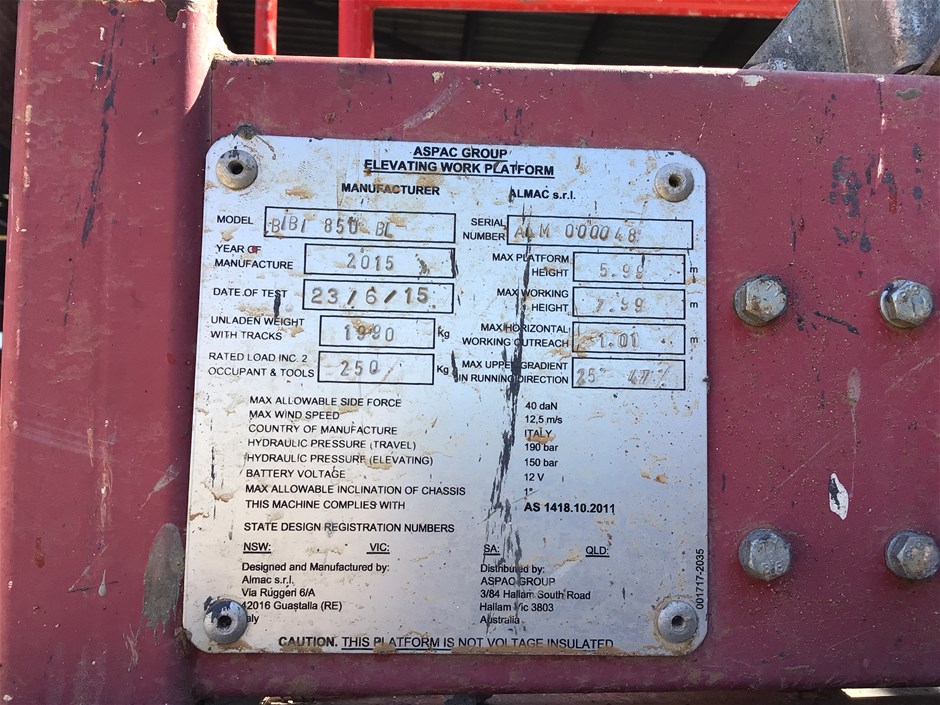 ASPAC GROUP
ELEVATING WORK PLATFORM
MANUFACTURER ALMAC s.r.l.
MODEL BIBI 850 BL SERIAL NUMBER ALM 000048
YEAR OF MANUFACTURE 2015 MAX PLATFORM HEIGHT 5.99 m
DATE OF TEST 23/6/15 MAX WORKING HEIGHT 7.99 m
UNLADEN WEIGHT WITH TRACKS 1990 Kg MAX HORIZONTAL WORKING OUTREACH 1.01 m
RATED LOAD INC. 2 OCCUPANT & TOOLS 250 Kg MAX UPPER GRADIENT IN RUNNING DIRECTION 25° 47%
MAX ALLOWABLE SIDE FORCE 40 daN
MAX WIND SPEED 12,5 m/s
COUNTRY OF MANUFACTURE ITALY
HYDRAULIC PRESSURE (TRAVEL) 190 bar
HYDRAULIC PRESSURE (ELEVATING) 150 bar
BATTERY VOLTAGE 12 V
MAX ALLOWABLE INCLINATION OF CHASSIS 1°
THIS MACHINE COMPLIES WITH AS 1418.10.2011
STATE DESIGN REGISTRATION NUMBERS
NSW: VIC: SA: QLD:
Designed and Manufactured by: Distributed by:
Almac s.r.l. ASPAC GROUP
Via Ruggeri 6/A 3/84 Hallam South Road
42016 Guastalla (RE) Hallam Vic 3803
Italy Australia
CAUTION. THIS PLATFORM IS NOT VOLTAGE INSULATED
001717-2035